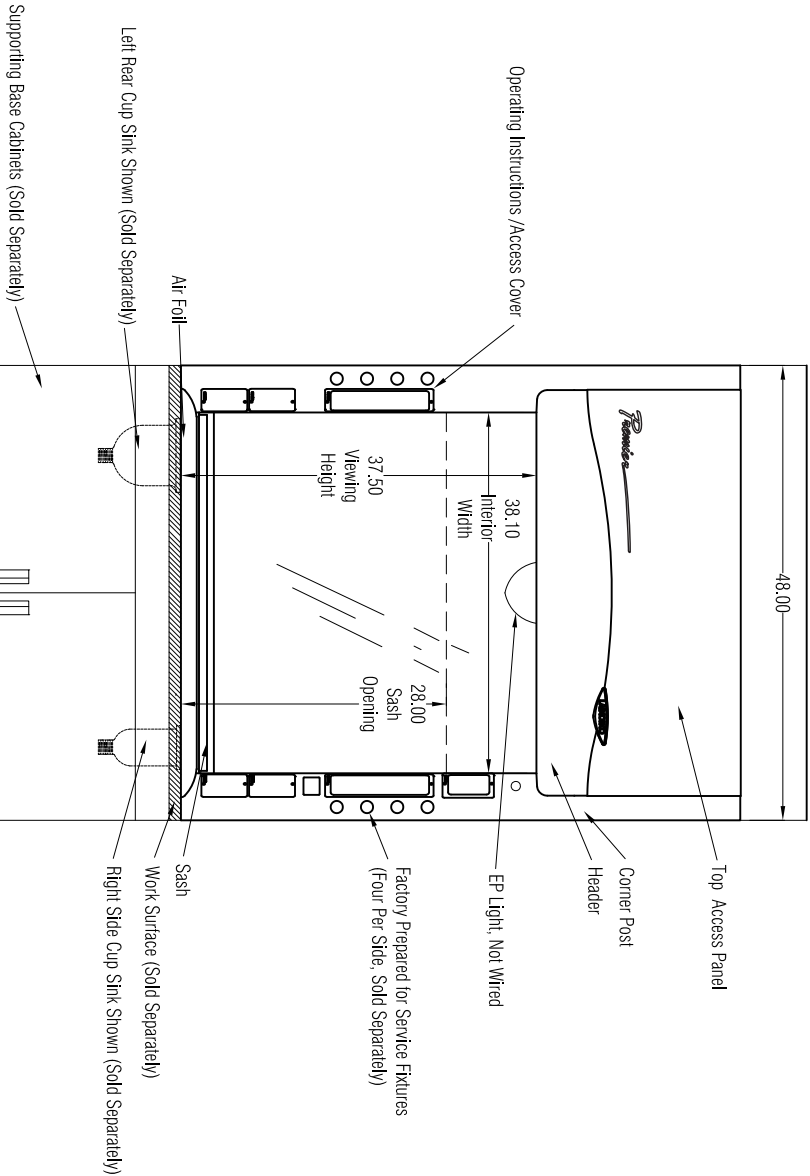 48.00
Premier
Top Access Panel
Corner Post
Header
EP Light, Not Wired
Factory Prepared for Service Fixtures
(Four Per Side, Sold Separately)
38.10
Interior
Width
37.50
Viewing
Height
28.00
Sash
Opening
Operating Instructions /Access Cover
Air Foil
Left Rear Cup Sink Shown (Sold Separately)
Supporting Base Cabinets (Sold Separately)
Sash
Work Surface (Sold Separately)
Right Side Cup Sink Shown (Sold Separately)